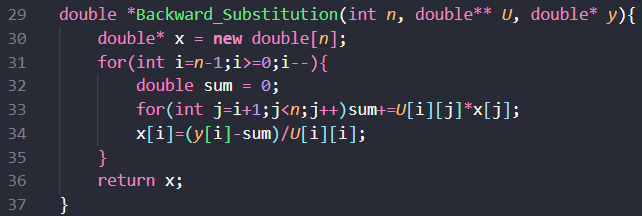 29 double *Backward_Substitution(int n, double** U, double* y){
30     double* x = new double[n];
31     for(int i=n-1;i>=0;i--){
32         double sum = 0;
33         for(int j=i+1;j<n;j++)sum+=U[i][j]*x[j];
34         x[i]=(y[i]-sum)/U[i][i];
35     }
36     return x;
37 }